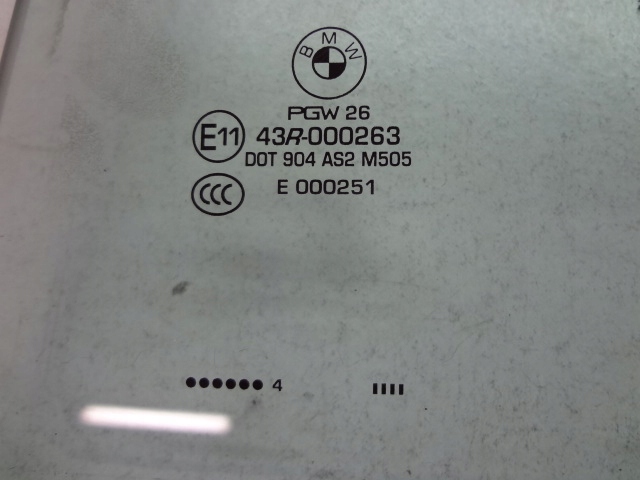 BMW
PGW 26
E11 43R-000263
DOT 904 AS2 M505
CCC E 000251
●●●●●● 4 ||||